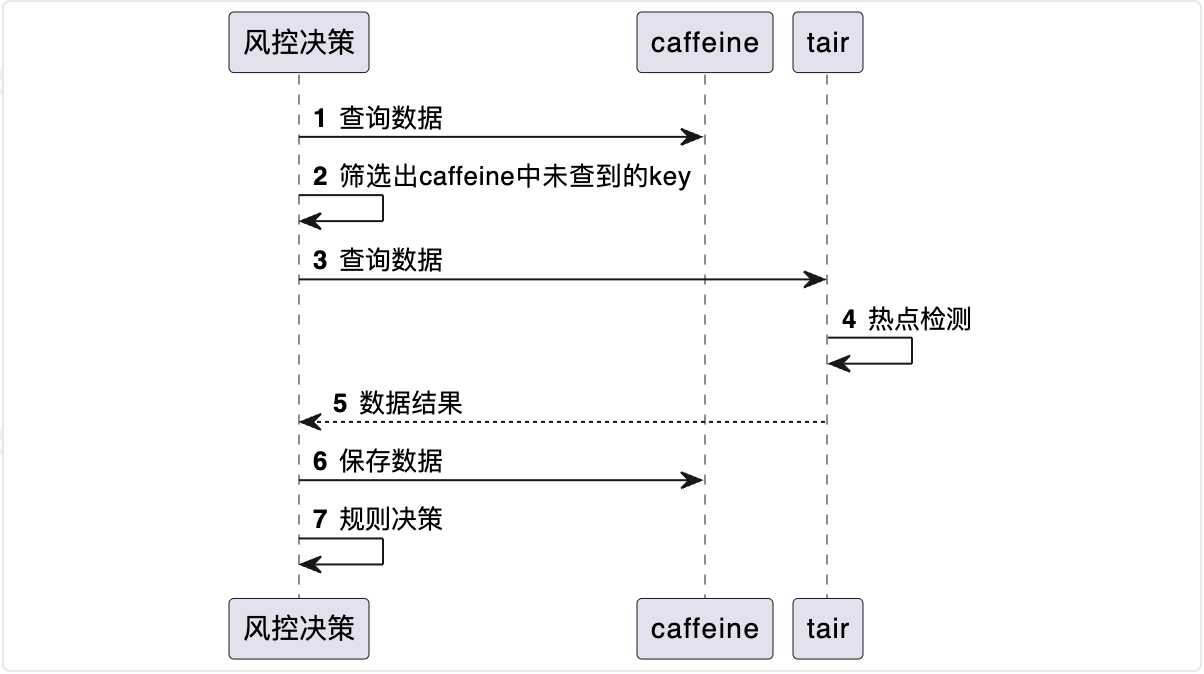 风控决策 caffeine tair
1 查询数据
2 筛选出caffeine中未查到的key
3 查询数据
4 热点检测
5 数据结果
6 保存数据
7 规则决策
风控决策 caffeine tair